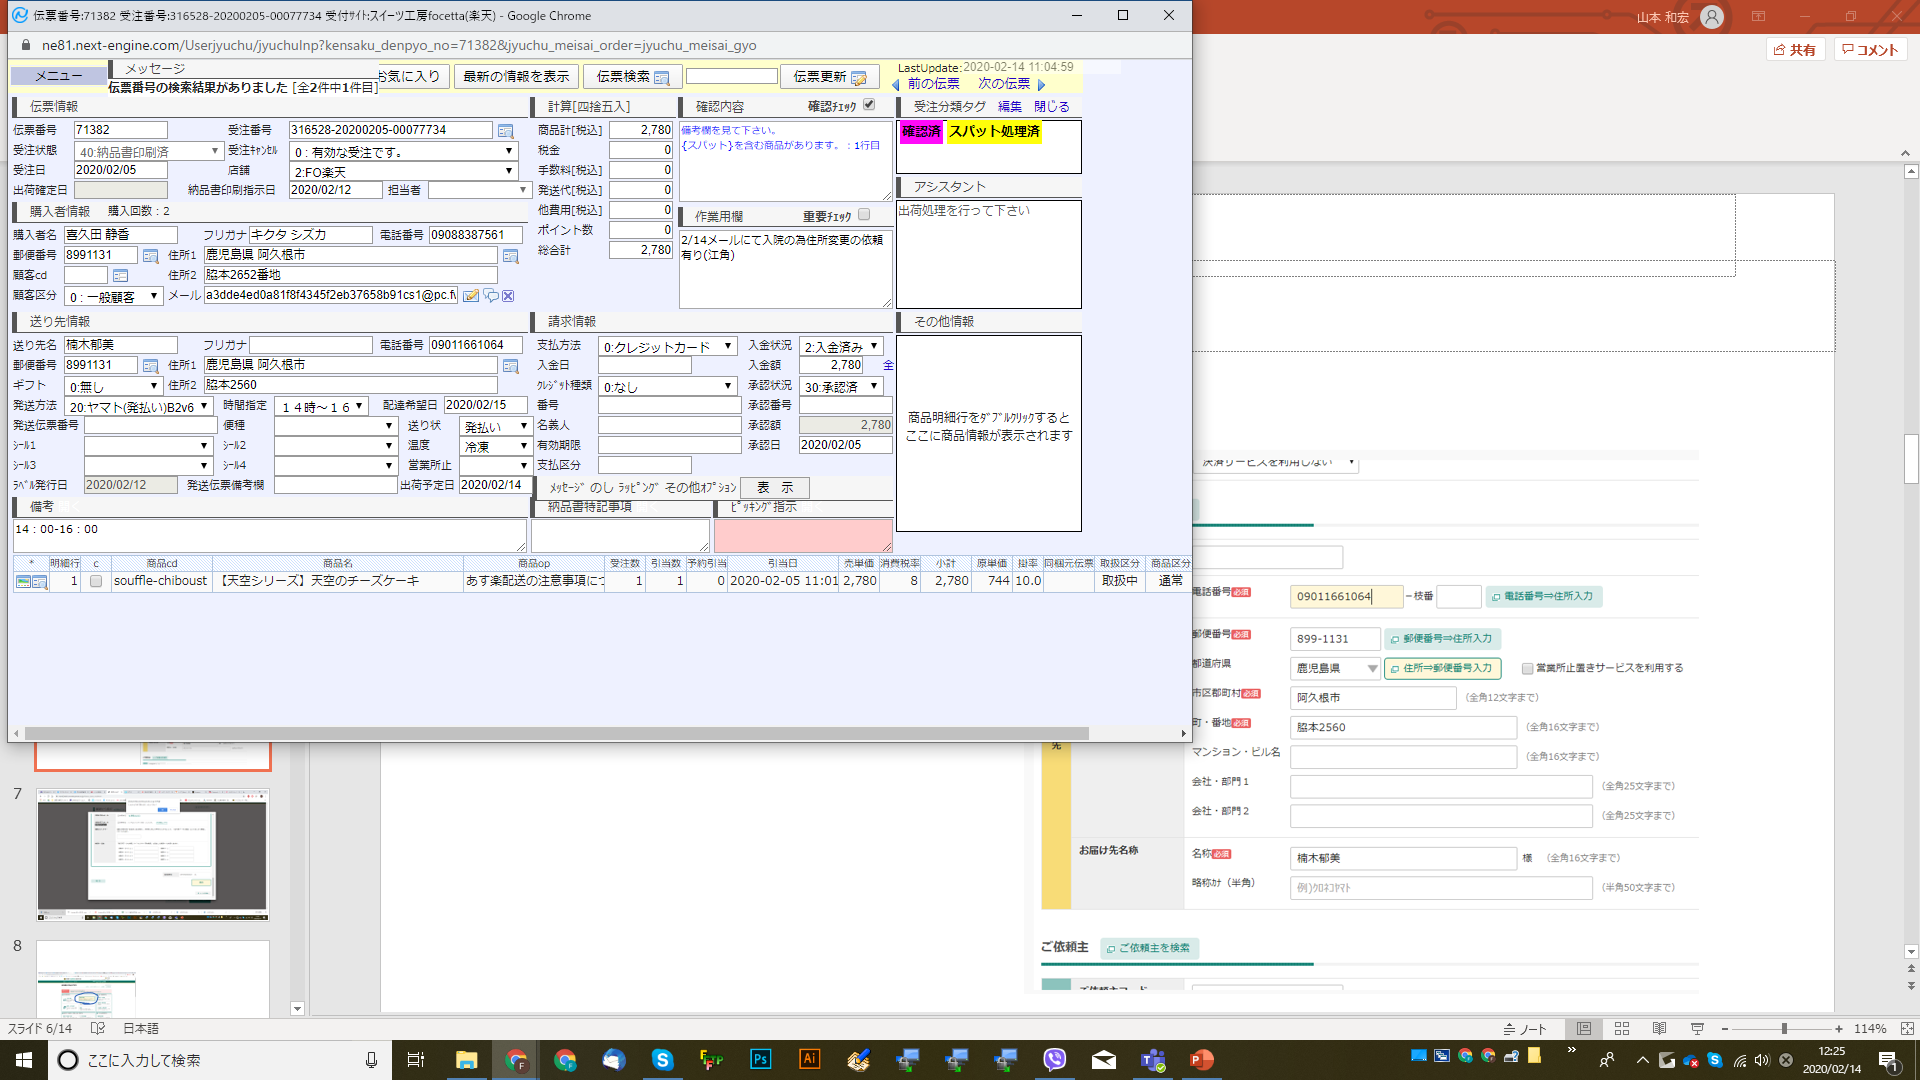 伝票番号:71382 受注番号:316528-20200205-00077734 受付サイト:スイーツ工房focetta(楽天) - Google Chrome
ne81.next-engine.com/Userjyuchu/jyuchuInp?kensaku_denpyo_no=71382&jyuchu_meisai_order=jyuchu_meisai_gyo
メニュー メッセージ お気に入り 最新の情報を表示 伝票検索 伝票更新 LastUpdate:2020-02-14 11:04:59
伝票番号の検索結果がありました [全2件中1件目] 前の伝票 次の伝票
伝票情報 計算[四捨五入] 確認内容 確認ﾁｪｯｸ 受注分類タグ 編集 閉じる
伝票番号 71382 受注番号 316528-20200205-00077734
受注状態 40:納品書印刷済 受注ｷｬﾝｾﾙ 0 : 有効な受注です。
受注日 2020/02/05 店舗 2:FO楽天
出荷確定日 納品書印刷指示日 2020/02/12 担当者
商品計[税込] 2,780
税金 0
手数料[税込] 0
発送代[税込] 0
他費用[税込] 0
ポイント数 0
総合計 2,780
備考欄を見て下さい。
{スパット}を含む商品があります。 : 1行目
確認済 スパット処理済
アシスタント
出荷処理を行って下さい
作業用欄 重要ﾁｪｯｸ
2/14メールにて入院の為住所変更の依頼
有り(江角)
購入者情報 購入回数 : 2
購入者名 喜久田 静香 フリガナ キクタ シズカ 電話番号 09088387561
郵便番号 8991131 住所1 鹿児島県 阿久根市
顧客cd 住所2 脇本2652番地
顧客区分 0 : 一般顧客 メール a3dde4ed0a81f8f4345f2eb37658b91cs1@pc.f
送り先情報 請求情報 その他情報
送り先名 楠木郁美 フリガナ 電話番号 09011661064
郵便番号 8991131 住所1 鹿児島県 阿久根市
ギフト 0:無し 住所2 脇本2560
発送方法 20:ヤマト(発払い)B2v6 時間指定 １４時～１６ 配達希望日 2020/02/15
発送伝票番号 便種 送り状 発払い
ｼｰﾙ1 ｼｰﾙ2 温度 冷凍
ｼｰﾙ3 ｼｰﾙ4 営業所止
ﾗﾍﾞﾙ発行日 2020/02/12 発送伝票備考欄 出荷予定日 2020/02/14
支払方法 0:クレジットカード 入金状況 2:入金済み
入金日 入金額 2,780 全
ｸﾚｼﾞｯﾄ種類 0:なし 承認状況 30:承認済
番号 承認番号
名義人 承認額 2,780
有効期限 承認日 2020/02/05
支払区分
ﾒｯｾｰｼﾞ のし ﾗｯﾋﾟﾝｸﾞ その他ｵﾌﾟｼｮﾝ 表 示
商品明細行をﾀﾞﾌﾞﾙｸﾘｯｸすると
ここに商品情報が表示されます
備考 納品書特記事項 ﾋﾟｯｷﾝｸﾞ指示
14 : 00-16 : 00
* 明細行 c 商品cd 商品名 商品op 受注数 引当数 予約引当 引当日 売単価 消費税率 小計 原単価 掛率 同梱元伝票 取扱区分 商品区分
1 souffle-chiboust 【天空シリーズ】天空のチーズケーキ あす楽配送の注意事項に 1 1 0 2020-02-05 11:01 2,780 8 2,780 744 10.0 取扱中 通常
山本 和宏
共有 コメント
決済サービスを利用しない
電話番号 必須 09011661064 －枝番 電話番号⇒住所入力
郵便番号 必須 899-1131 郵便番号⇒住所入力
都道府県 鹿児島県 住所⇒郵便番号入力 営業所止置きサービスを利用する
市区郡町村 必須 阿久根市 (全角12文字まで)
町・番地 必須 脇本2560 (全角16文字まで)
先 マンション・ビル名 (全角16文字まで)
会社・部門１ (全角25文字まで)
会社・部門２ (全角25文字まで)
お届け先名称 名称 必須 楠木郁美 様 (全角16文字まで)
略称ｶﾅ（半角） 例)ｸﾛﾈｺﾔﾏﾄ (半角50文字まで)
ご依頼主 ご依頼主を検索
ご依頼主コード
7
8
スライド 6/14 日本語 ノート 114%
ここに入力して検索
12:25
2020/02/14
1